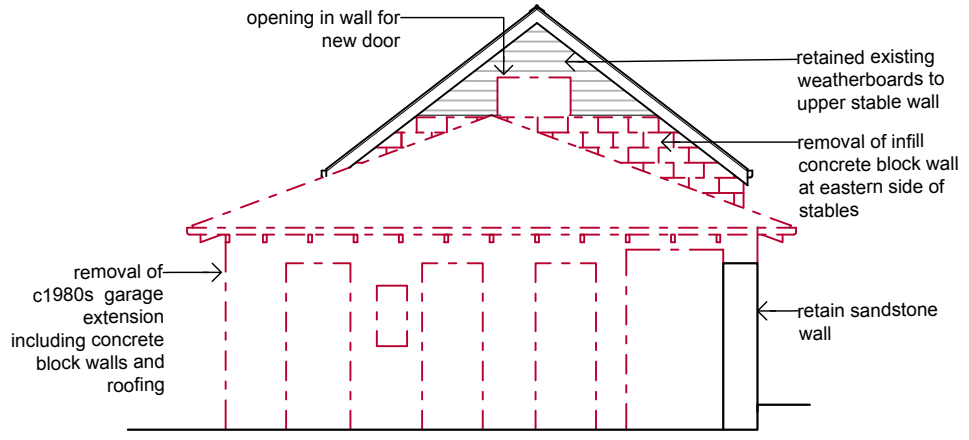 opening in wall for
new door
retained existing
weatherboards to
upper stable wall
removal of infill
concrete block wall
at eastern side of
stables
removal of
c1980s garage
extension
including concrete
block walls and
roofing
retain sandstone
wall